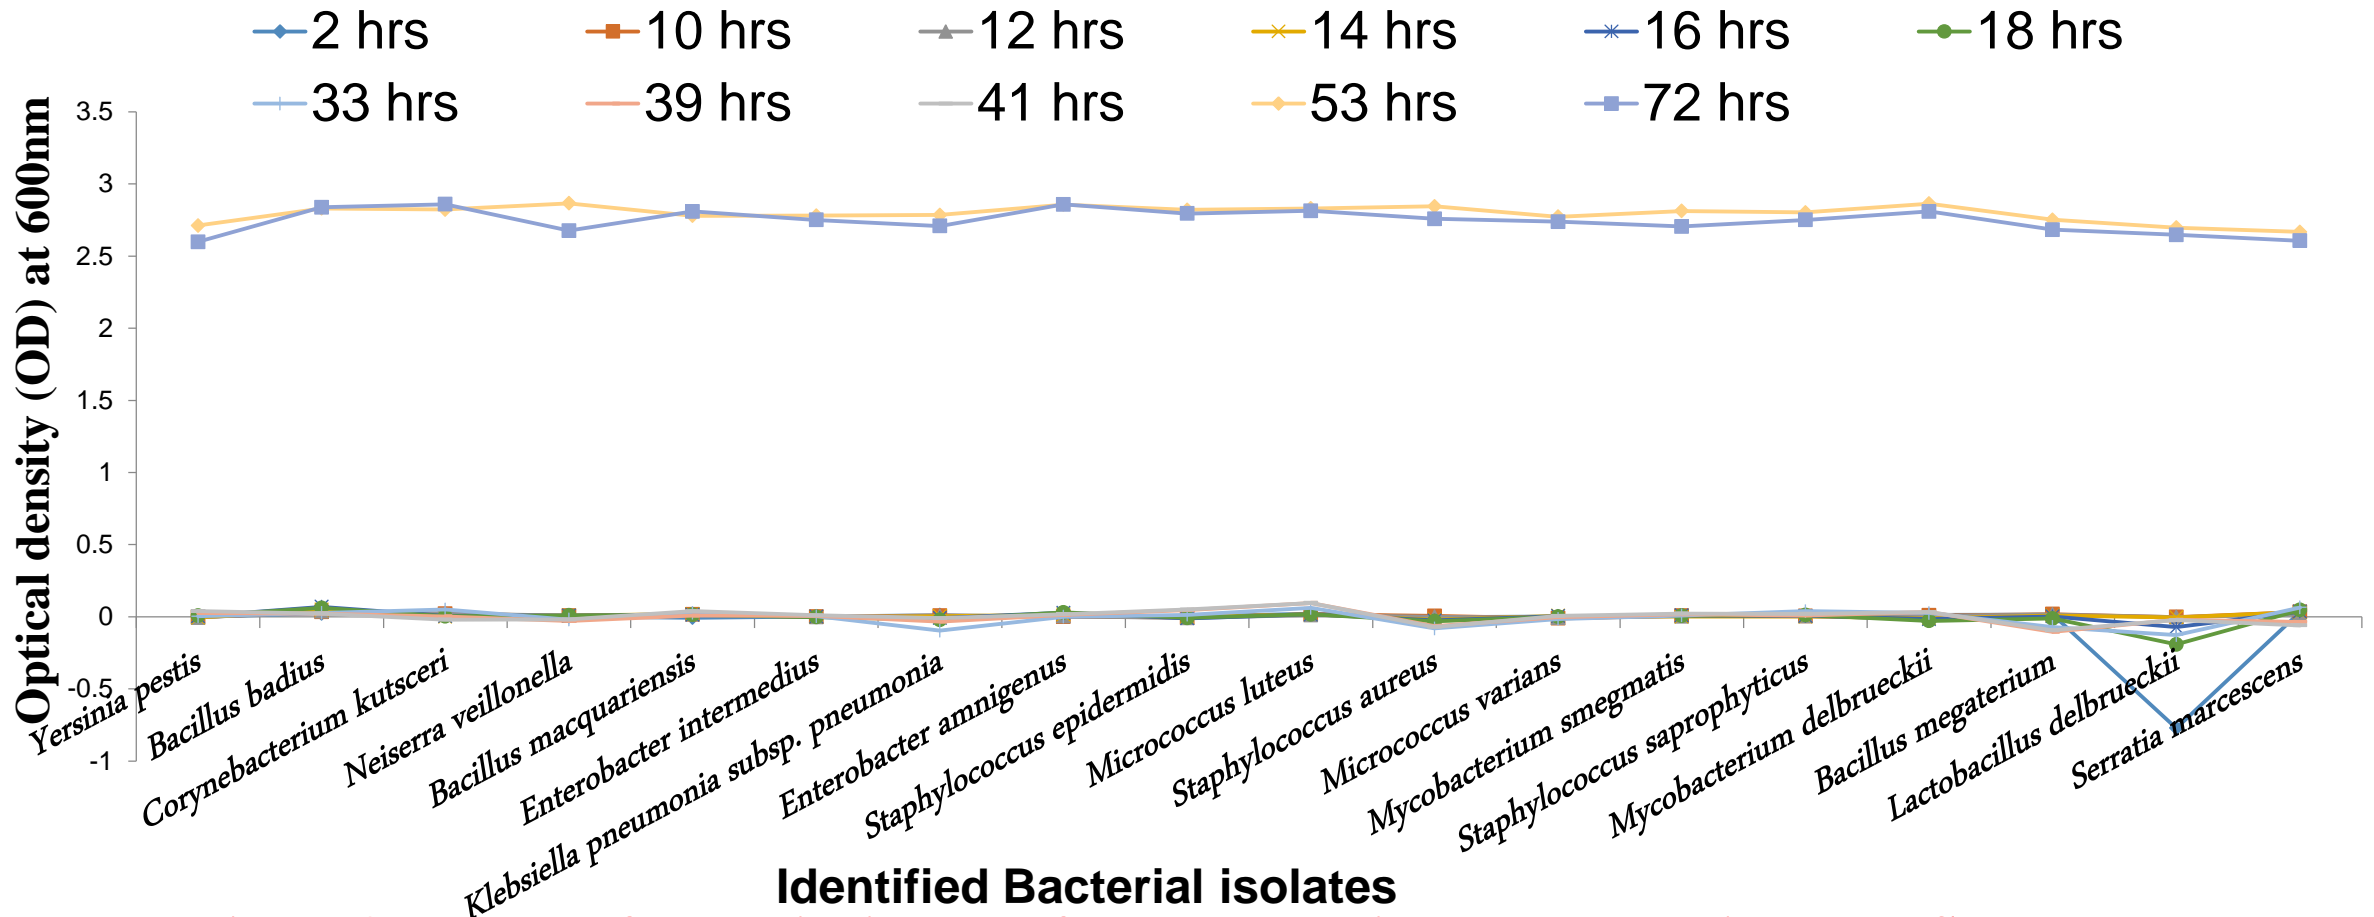 2 hrs 10 hrs 12 hrs 14 hrs 16 hrs 18 hrs
33 hrs 39 hrs 41 hrs 53 hrs 72 hrs
Optical density (OD) at 600nm
3.5
3
2.5
2
1.5
1
0.5
0
-0.5
-1
Yersinia pestis
Bacillus badius
Corynebacterium kutsceri
Neiserra veillonella
Bacillus macquariensis
Enterobacter intermedius
Klebsiella pneumonia subsp. pneumonia
Enterobacter amnigenus
Staphylococcus epidermidis
Micrococcus luteus
Staphylococcus aureus
Micrococcus varians
Mycobacterium smegmatis
Staphylococcus saprophyticus
Mycobacterium delbrueckii
Bacillus megaterium
Lactobacillus delbrueckii
Serratia marcescens
Identified Bacterial isolates